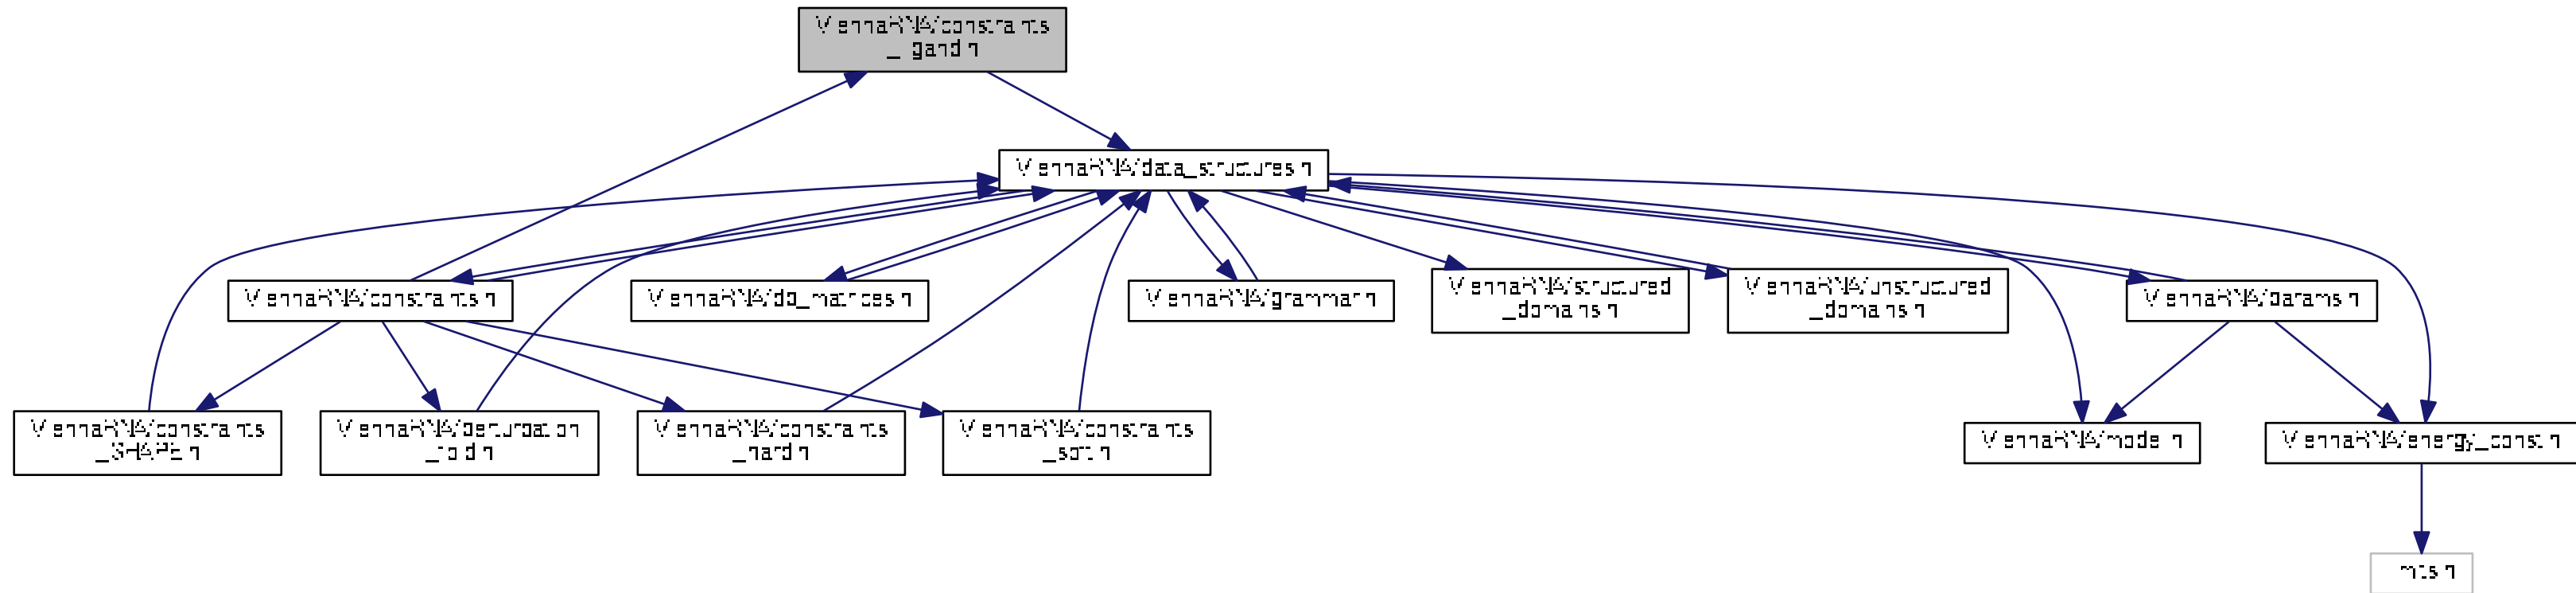 ViennaRNA/constraints
_ligand.h
ViennaRNA/data_structures.h
ViennaRNA/constraints.h
ViennaRNA/dp_matrices.h
ViennaRNA/grammar.h
ViennaRNA/structured
_domains.h
ViennaRNA/unstructured
_domains.h
ViennaRNA/params.h
ViennaRNA/constraints
_SHAPE.h
ViennaRNA/perturbation
_fold.h
ViennaRNA/constraints
_hard.h
ViennaRNA/constraints
_soft.h
ViennaRNA/model.h
ViennaRNA/energy_const.h
limits.h